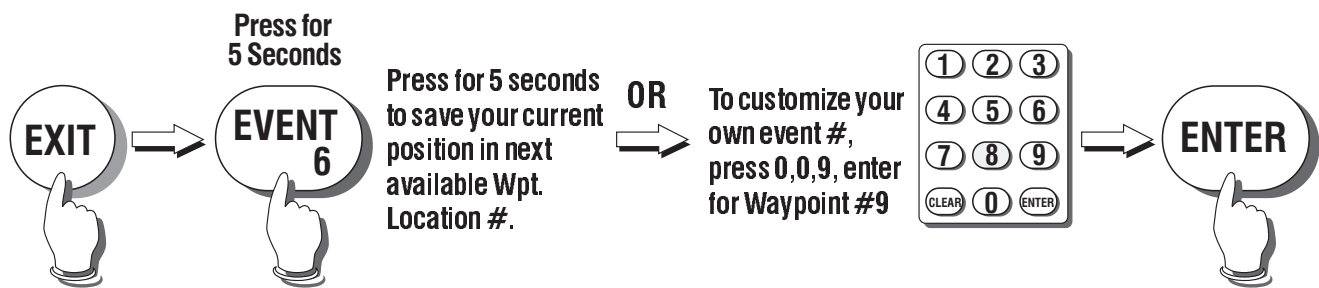 Press for
5 Seconds
EXIT
EVENT
6
Press for 5 seconds
to save your current
position in next
available Wpt.
Location #.
OR
To customize your
own event #,
press 0,0,9, enter
for Waypoint #9
1 2 3
4 5 6
7 8 9
CLEAR 0 ENTER
ENTER